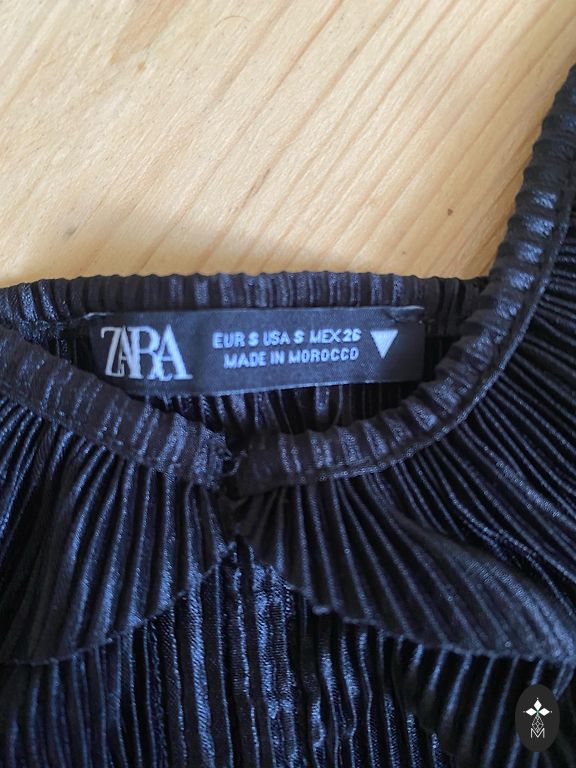 ZARA
EUR S USA S MEX 26
MADE IN MOROCCO